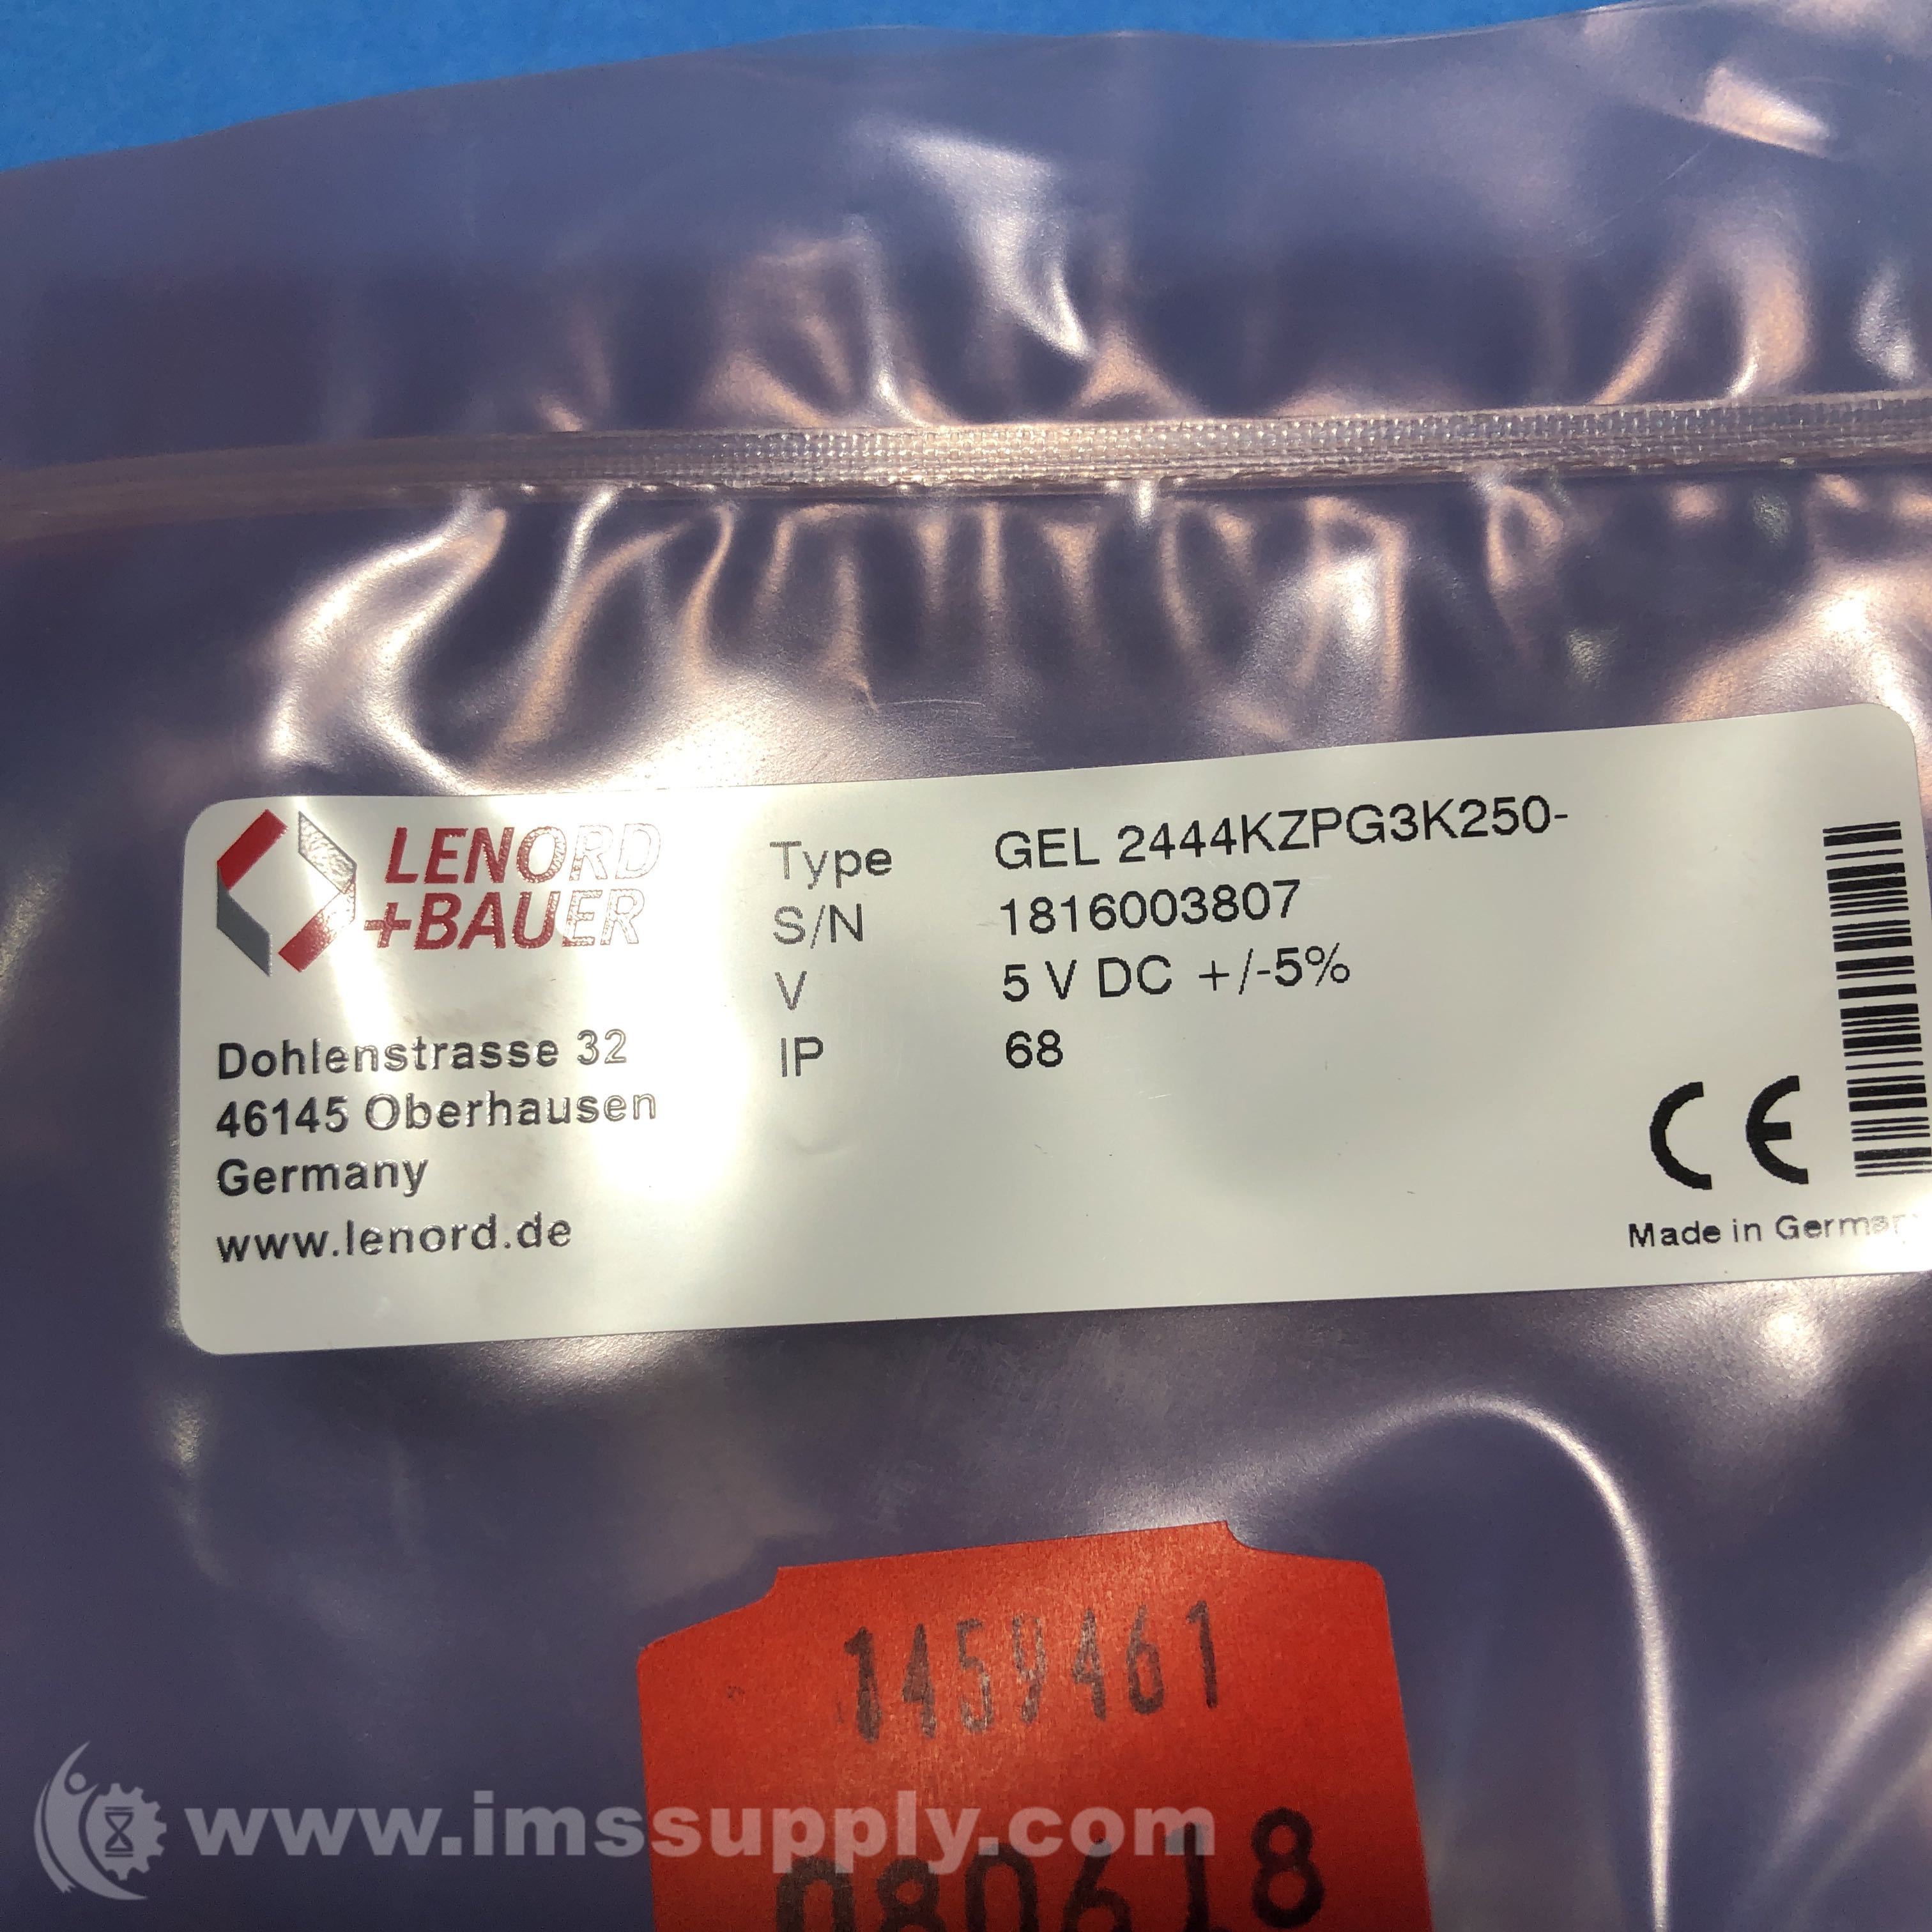 LENORD
+BAUER
Dohlenstrasse 32
46145 Oberhausen
Germany
www.lenord.de
Type GEL 2444KZPG3K250-
S/N 1816003807
V 5 V DC +/-5%
IP 68
CE
Made in Germany
1459461
080618
www.imssupply.com